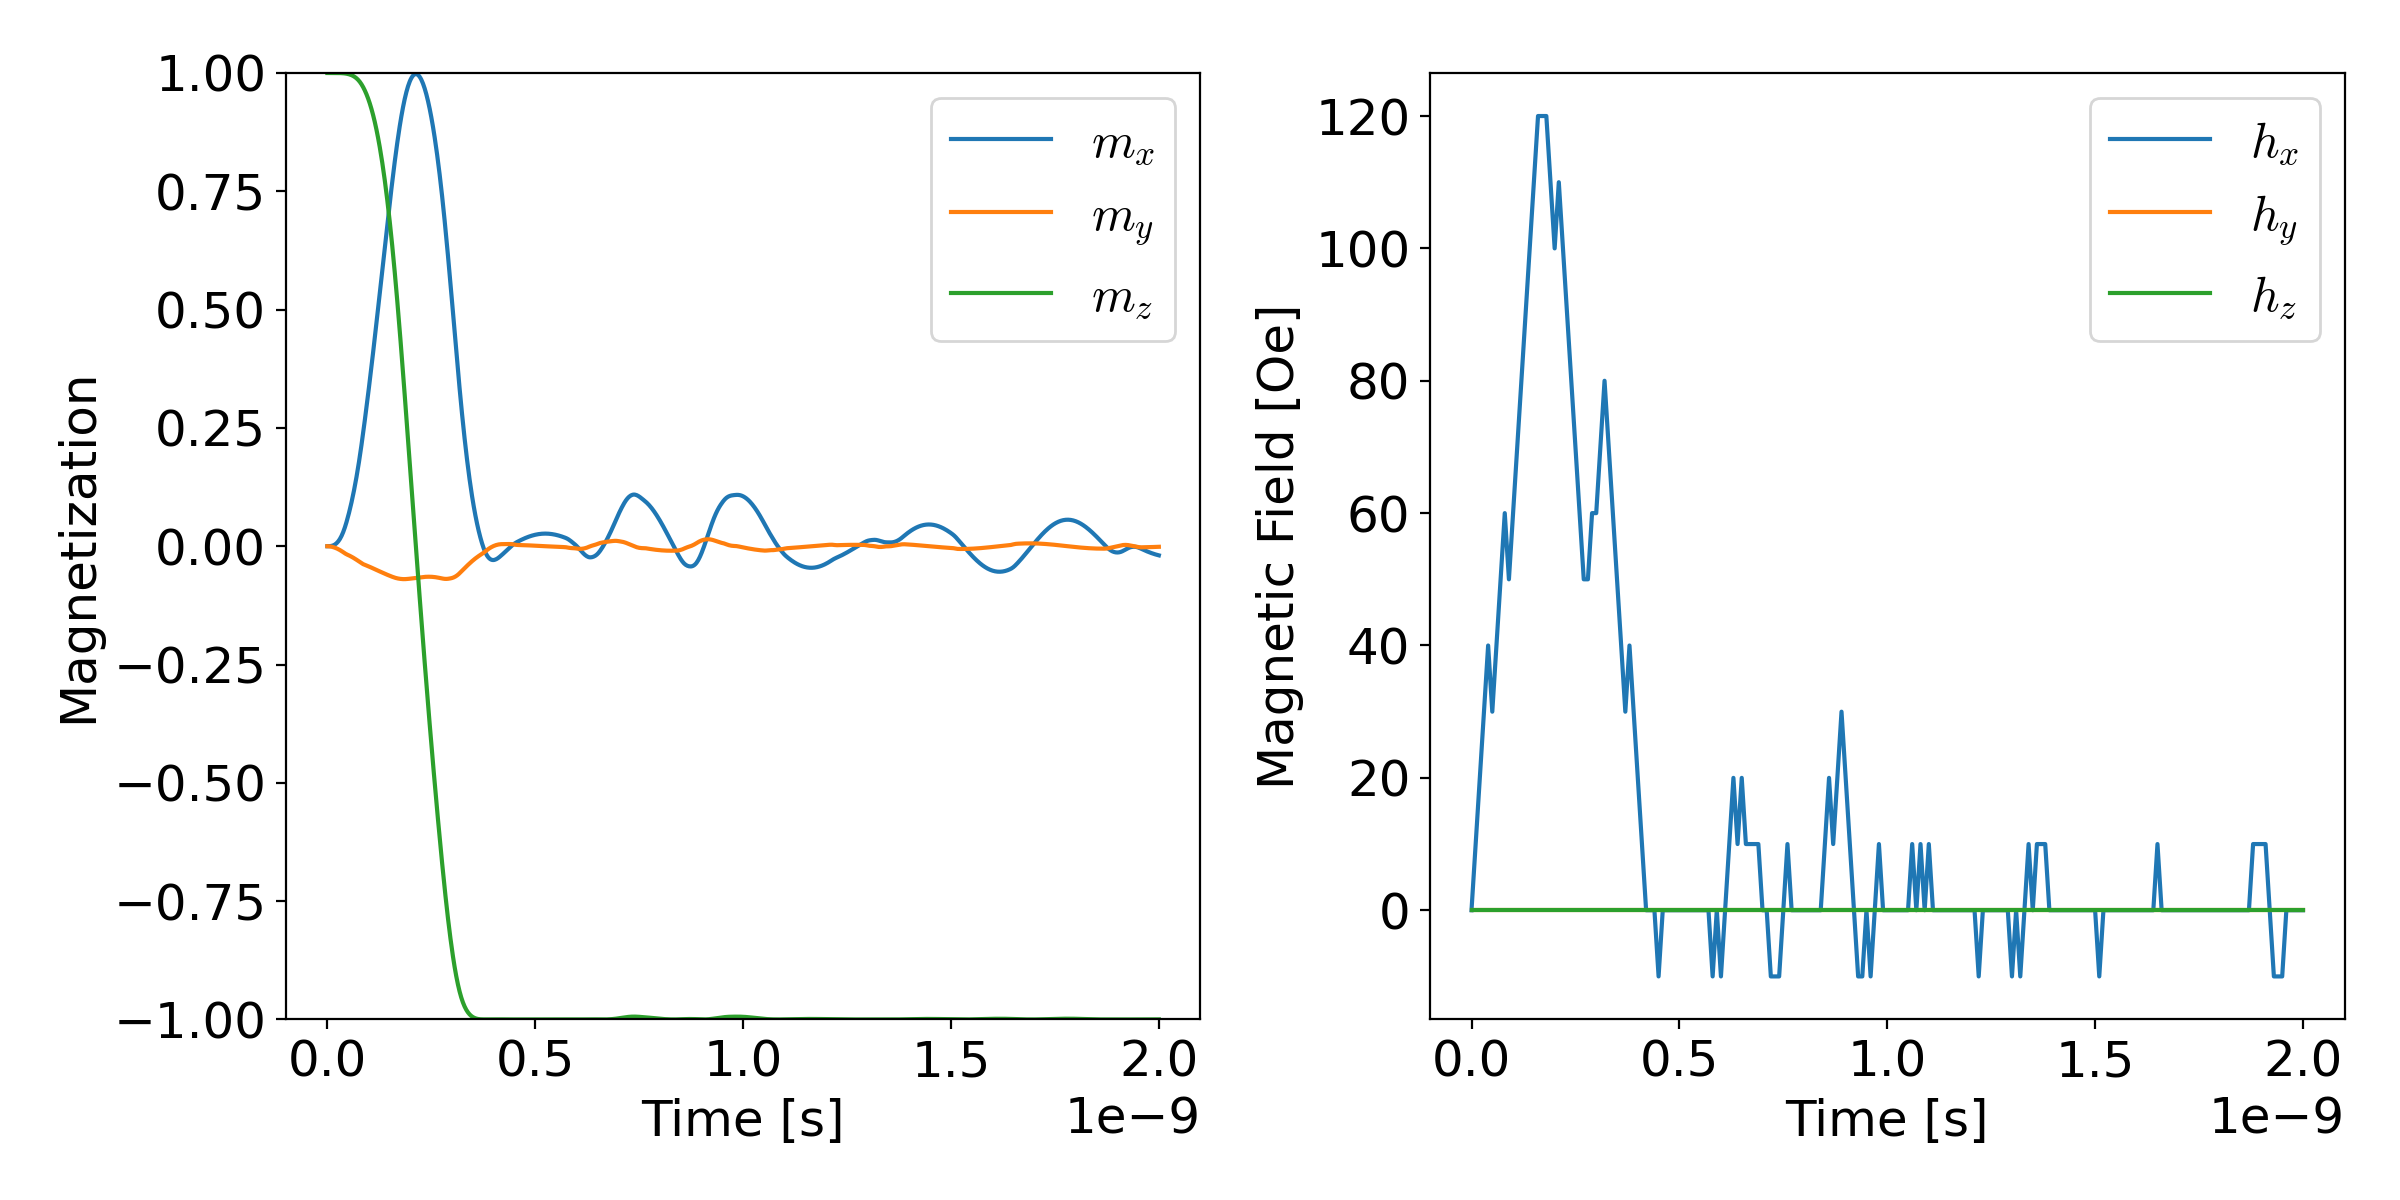 1.00
0.75
0.50
0.25
0.00
−0.25
−0.50
−0.75
−1.00
Magnetization
0.0 0.5 1.0 1.5 2.0
Time [s]
1e−9
m_x
m_y
m_z
120
100
80
60
40
20
0
Magnetic Field [Oe]
0.0 0.5 1.0 1.5 2.0
Time [s]
1e−9
h_x
h_y
h_z